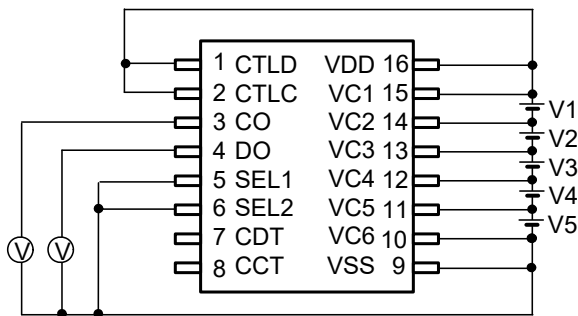 1 CTLD VDD 16
2 CTLC VC1 15
3 CO VC2 14
4 DO VC3 13
5 SEL1 VC4 12
6 SEL2 VC5 11
7 CDT VC6 10
8 CCT VSS 9
V1
V2
V3
V4
V5
V V